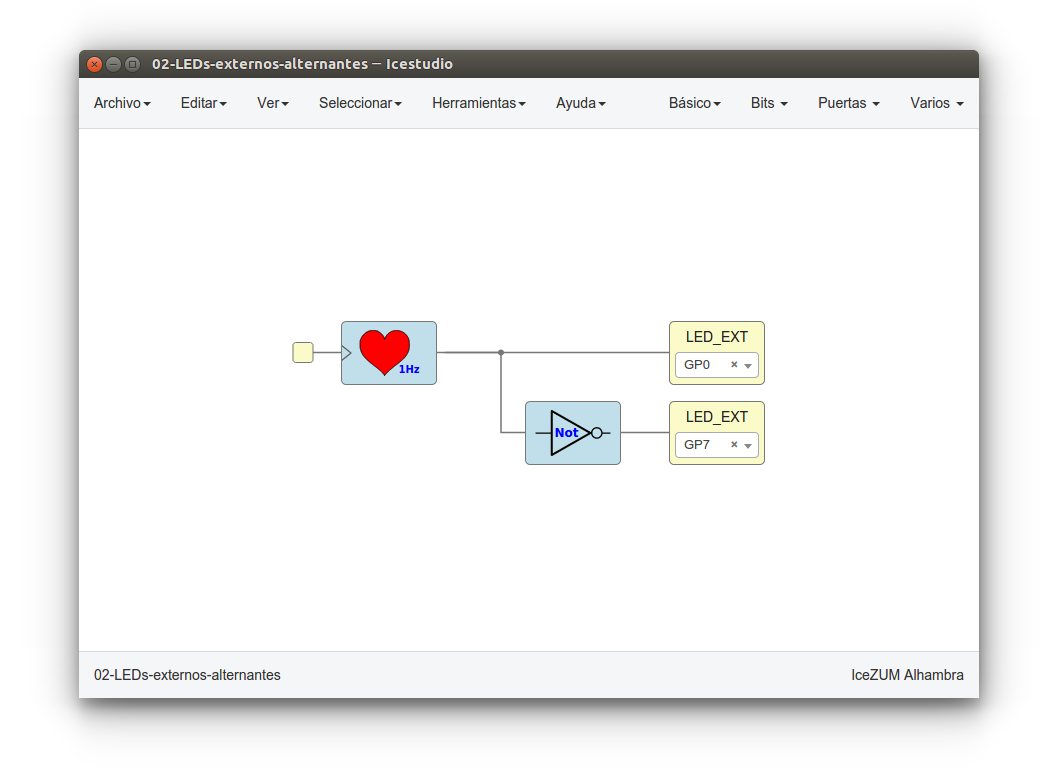 02-LEDs-externos-alternantes – Icestudio
Archivo Editar Ver Seleccionar Herramientas Ayuda Básico Bits Puertas Varios
1Hz
LED_EXT
GP0
Not
LED_EXT
GP7
02-LEDs-externos-alternantes IceZUM Alhambra